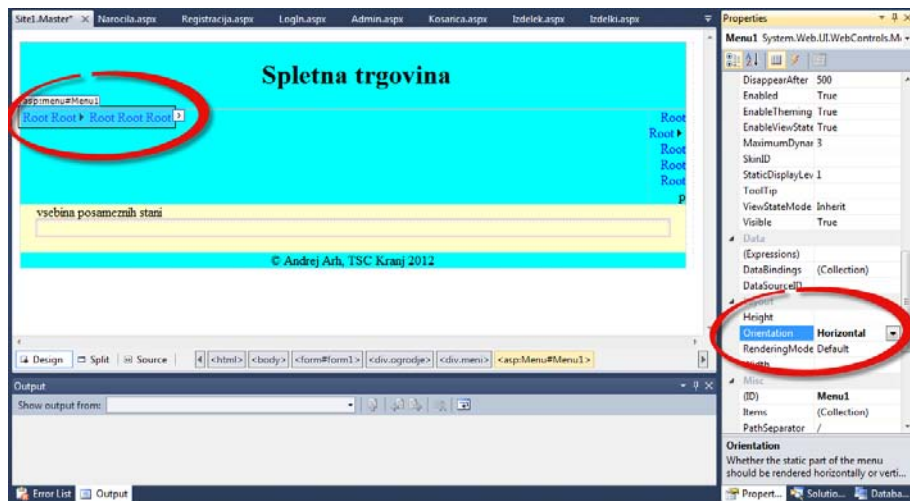 Site1.Master* × Narocila.aspx Registracija.aspx LogIn.aspx Admin.aspx Kosarica.aspx Izdelek.aspx Izdelki.aspx
Spletna trgovina
asp:menu#Menu1
Root Root Root Root Root
Root
Root
Root
Root
Root
p
vsebina posameznih stani
© Andrej Arh, TSC Kranj 2012
Design Split Source <html> <body> <form#form1> <div.ogrodje> <div.meni> <asp:Menu#Menu1>
Output
Show output from:
Error List Output
Properties
Menu1 System.Web.UI.WebControls.M
DisappearAfter 500
Enabled True
EnableTheming True
EnableViewState True
MaximumDynar 3
SkinID
StaticDisplayLev 1
ToolTip
ViewStateMode Inherit
Visible True
Data
(Expressions)
DataBindings (Collection)
DataSourceID
Layout
Height
Orientation Horizontal
RenderingMode Default
Width
Misc
(ID) Menu1
Items (Collection)
PathSeparator /
Orientation
Whether the static part of the menu
should be rendered horizontally or verti...
Propert... Solutio... Databa...